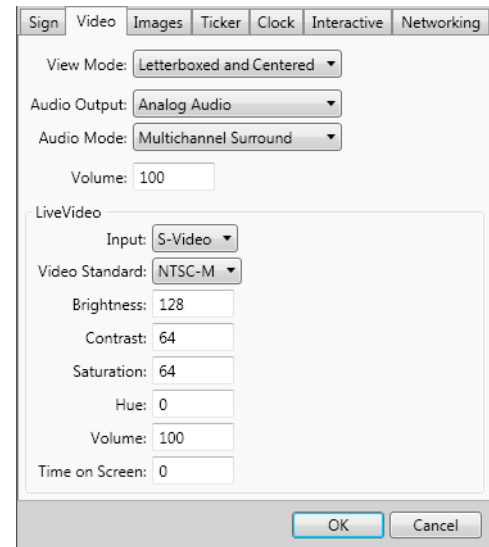 Sign Video Images Ticker Clock Interactive Networking
View Mode: Letterboxed and Centered
Audio Output: Analog Audio
Audio Mode: Multichannel Surround
Volume: 100
LiveVideo
Input: S-Video
Video Standard: NTSC-M
Brightness: 128
Contrast: 64
Saturation: 64
Hue: 0
Volume: 100
Time on Screen: 0
OK Cancel